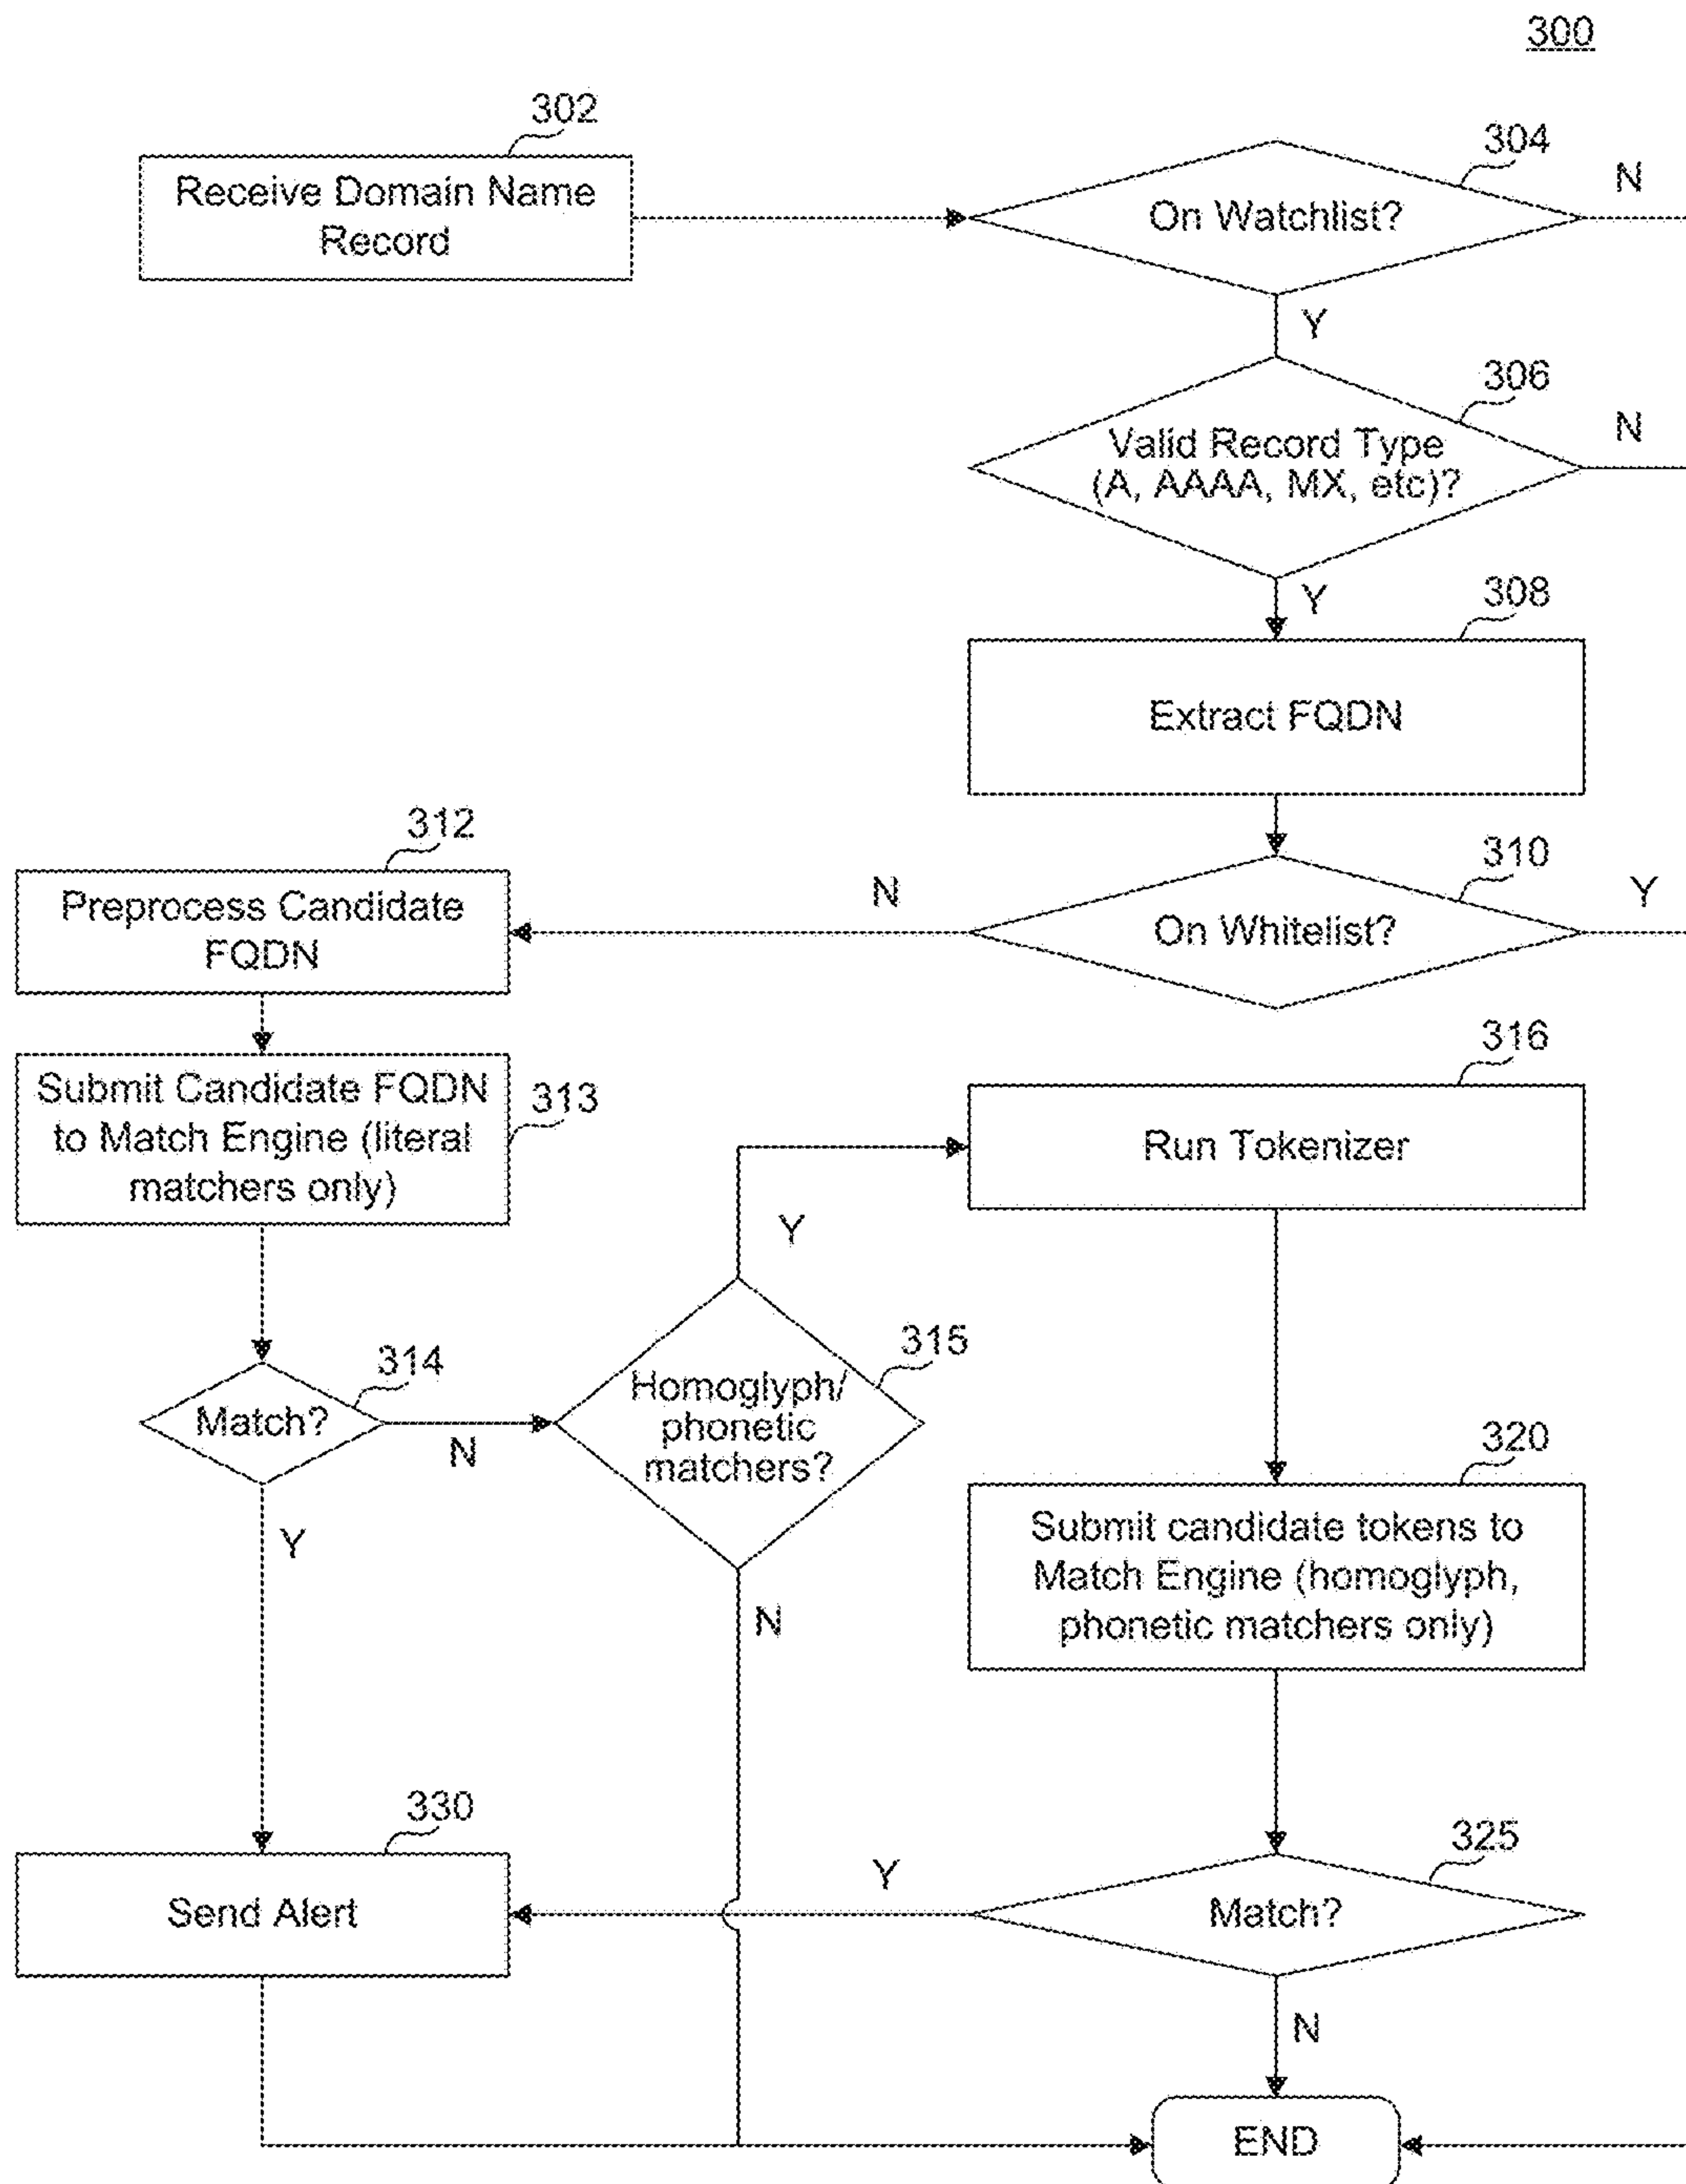 300
302
Receive Domain Name
Record
304
On Watchlist?
N
Y
306
Valid Record Type
(A, AAAA, MX, etc)?
N
Y
308
Extract FQDN
310
On Whitelist?
Y
N
312
Preprocess Candidate
FQDN
313
Submit Candidate FQDN
to Match Engine (literal
matchers only)
314
Match?
N
Y
315
Homoglyph/
phonetic
matchers?
Y
N
316
Run Tokenizer
320
Submit candidate tokens to
Match Engine (homoglyph,
phonetic matchers only)
325
Match?
Y
N
330
Send Alert
END